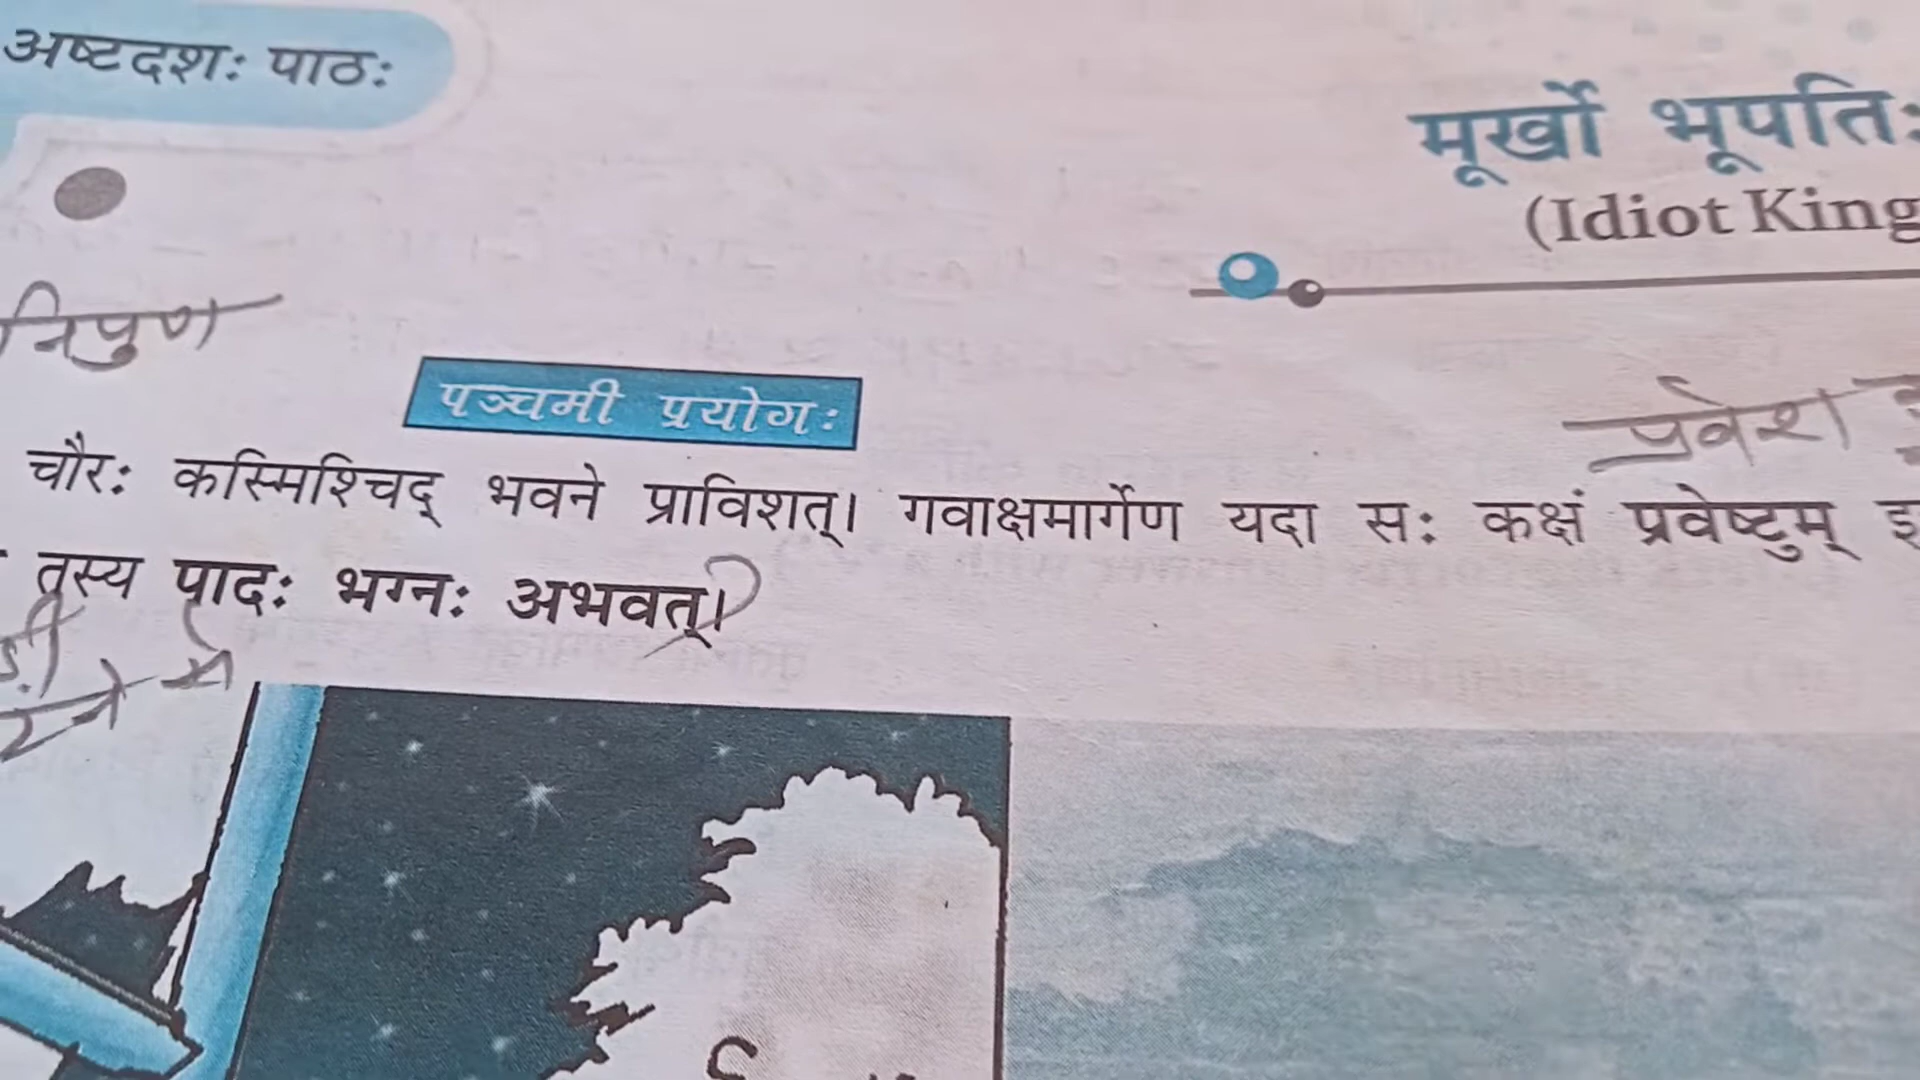 अष्टदशः पाठः
मूर्खो भूपतिः
(Idiot King
निपुण
पञ्चमी प्रयोगः
प्रवेश
चौरः कस्मिश्चिद् भवने प्राविशत्। गवाक्षमार्गेण यदा सः कक्षं प्रवेष्टुम् इ
तस्य पादः भग्नः अभवत्।
में